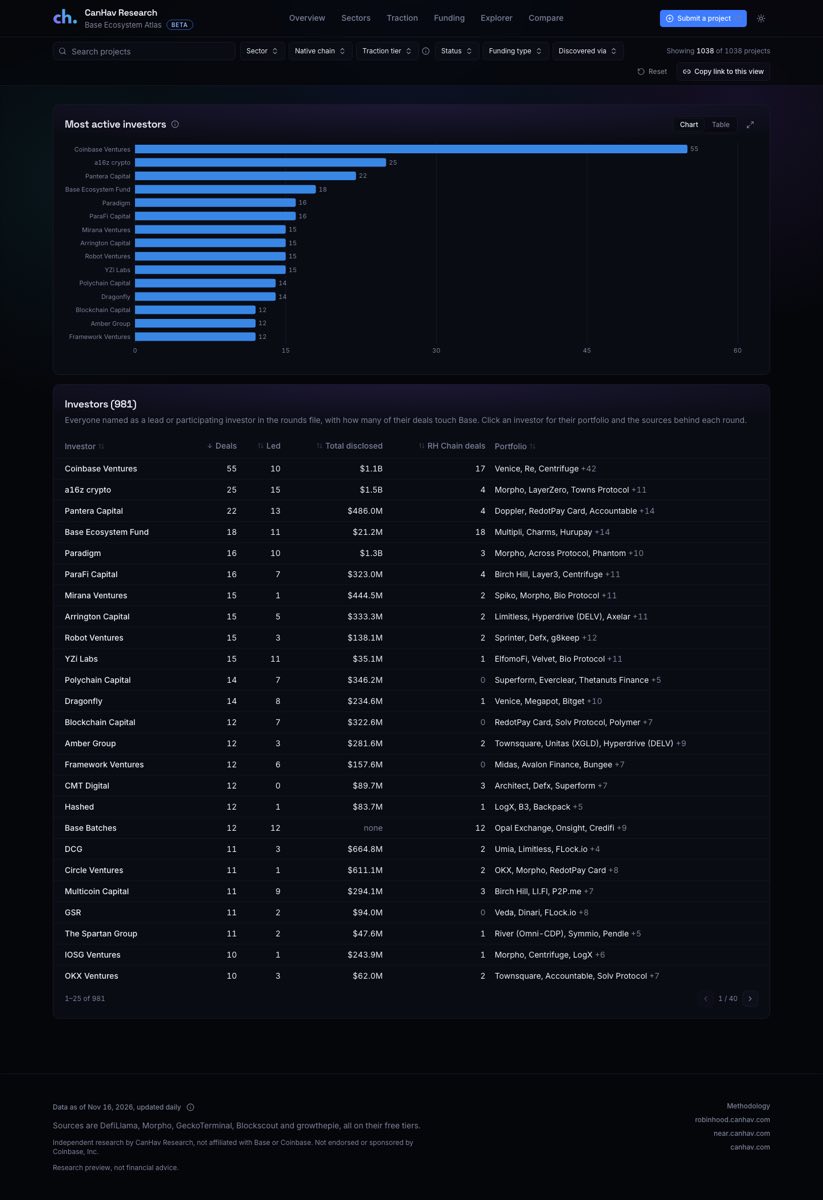 ch.
CanHav Research
Base Ecosystem Atlas BETA
Overview Sectors Traction Funding Explorer Compare
Submit a project
Search projects
Sector Native chain Traction tier Status Funding type Discovered via
Showing 1038 of 1038 projects
Reset Copy link to this view
Most active investors
Chart Table
Coinbase Ventures 55
a16z crypto 25
Pantera Capital 22
Base Ecosystem Fund 18
Paradigm 16
ParaFi Capital 16
Mirana Ventures 15
Arrington Capital 15
Robot Ventures 15
YZi Labs 15
Polychain Capital 14
Dragonfly 14
Blockchain Capital 12
Amber Group 12
Framework Ventures 12
0 15 30 45 60
Investors (981)
Everyone named as a lead or participating investor in the rounds file, with how many of their deals touch Base. Click an investor for their portfolio and the sources behind each round.
Investor ↑↓ ↓ Deals ↑↓ Led ↑↓ Total disclosed ↑↓ RH Chain deals Portfolio ↑↓
Coinbase Ventures 55 10 $1.1B 17 Venice, Re, Centrifuge +42
a16z crypto 25 15 $1.5B 4 Morpho, LayerZero, Towns Protocol +11
Pantera Capital 22 13 $486.0M 4 Doppler, RedotPay Card, Accountable +14
Base Ecosystem Fund 18 11 $21.2M 18 Multipli, Charms, Hurupay +14
Paradigm 16 10 $1.3B 3 Morpho, Across Protocol, Phantom +10
ParaFi Capital 16 7 $323.0M 4 Birch Hill, Layer3, Centrifuge +11
Mirana Ventures 15 1 $444.5M 2 Spiko, Morpho, Bio Protocol +11
Arrington Capital 15 5 $333.3M 2 Limitless, Hyperdrive (DELV), Axelar +11
Robot Ventures 15 3 $138.1M 2 Sprinter, Defx, g8keep +12
YZi Labs 15 11 $35.1M 1 ElfomoFi, Velvet, Bio Protocol +11
Polychain Capital 14 7 $346.2M 0 Superform, Everclear, Thetanuts Finance +5
Dragonfly 14 8 $234.6M 1 Venice, Megapot, Bitget +10
Blockchain Capital 12 7 $322.6M 0 RedotPay Card, Solv Protocol, Polymer +7
Amber Group 12 3 $281.6M 2 Townsquare, Unitas (XGLD), Hyperdrive (DELV) +9
Framework Ventures 12 6 $157.6M 0 Midas, Avalon Finance, Bungee +7
CMT Digital 12 0 $89.7M 3 Architect, Defx, Superform +7
Hashed 12 1 $83.7M 1 LogX, B3, Backpack +5
Base Batches 12 12 none 12 Opal Exchange, Onsight, Credifi +9
DCG 11 3 $664.8M 2 Umia, Limitless, FLock.io +4
Circle Ventures 11 1 $611.1M 2 OKX, Morpho, RedotPay Card +8
Multicoin Capital 11 9 $294.1M 3 Birch Hill, LI.FI, P2P.me +7
GSR 11 2 $94.0M 0 Veda, Dinari, FLock.io +8
The Spartan Group 11 2 $47.6M 1 River (Omni-CDP), Symmio, Pendle +5
IOSG Ventures 10 1 $243.9M 1 Morpho, Centrifuge, LogX +6
OKX Ventures 10 3 $62.0M 2 Townsquare, Accountable, Solv Protocol +7
1–25 of 981
1 / 40
Data as of Nov 16, 2026, updated daily
Sources are DefiLlama, Morpho, GeckoTerminal, Blockscout and growthepie, all on their free tiers.
Independent research by CanHav Research, not affiliated with Base or Coinbase. Not endorsed or sponsored by
Coinbase, Inc.
Research preview, not financial advice.
Methodology
robinhood.canhav.com
near.canhav.com
canhav.com